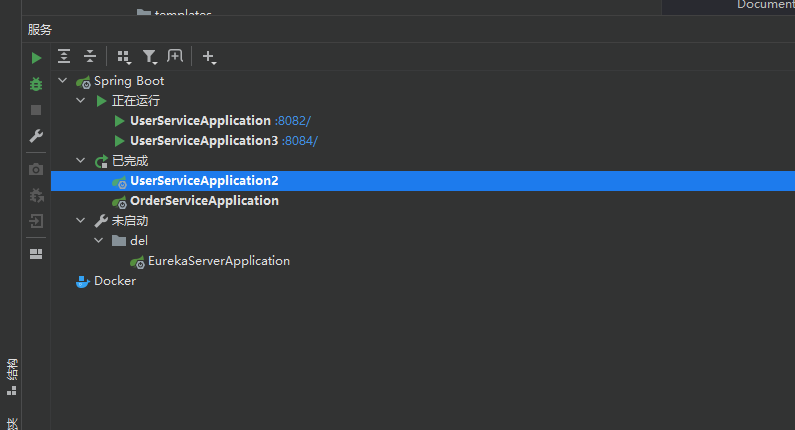 templates
Document
服务
Spring Boot
正在运行
UserServiceApplication :8082/
UserServiceApplication3 :8084/
已完成
UserServiceApplication2
OrderServiceApplication
未启动
del
EurekaServerApplication
Docker
结构